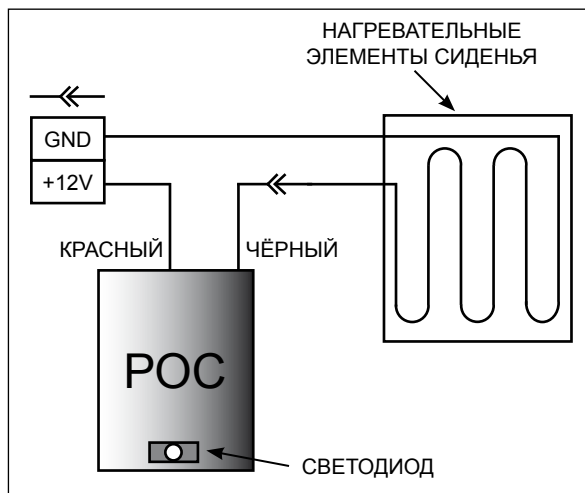 НАГРЕВАТЕЛЬНЫЕ
ЭЛЕМЕНТЫ СИДЕНЬЯ
GND
+12V
КРАСНЫЙ
ЧЁРНЫЙ
РОС
СВЕТОДИОД